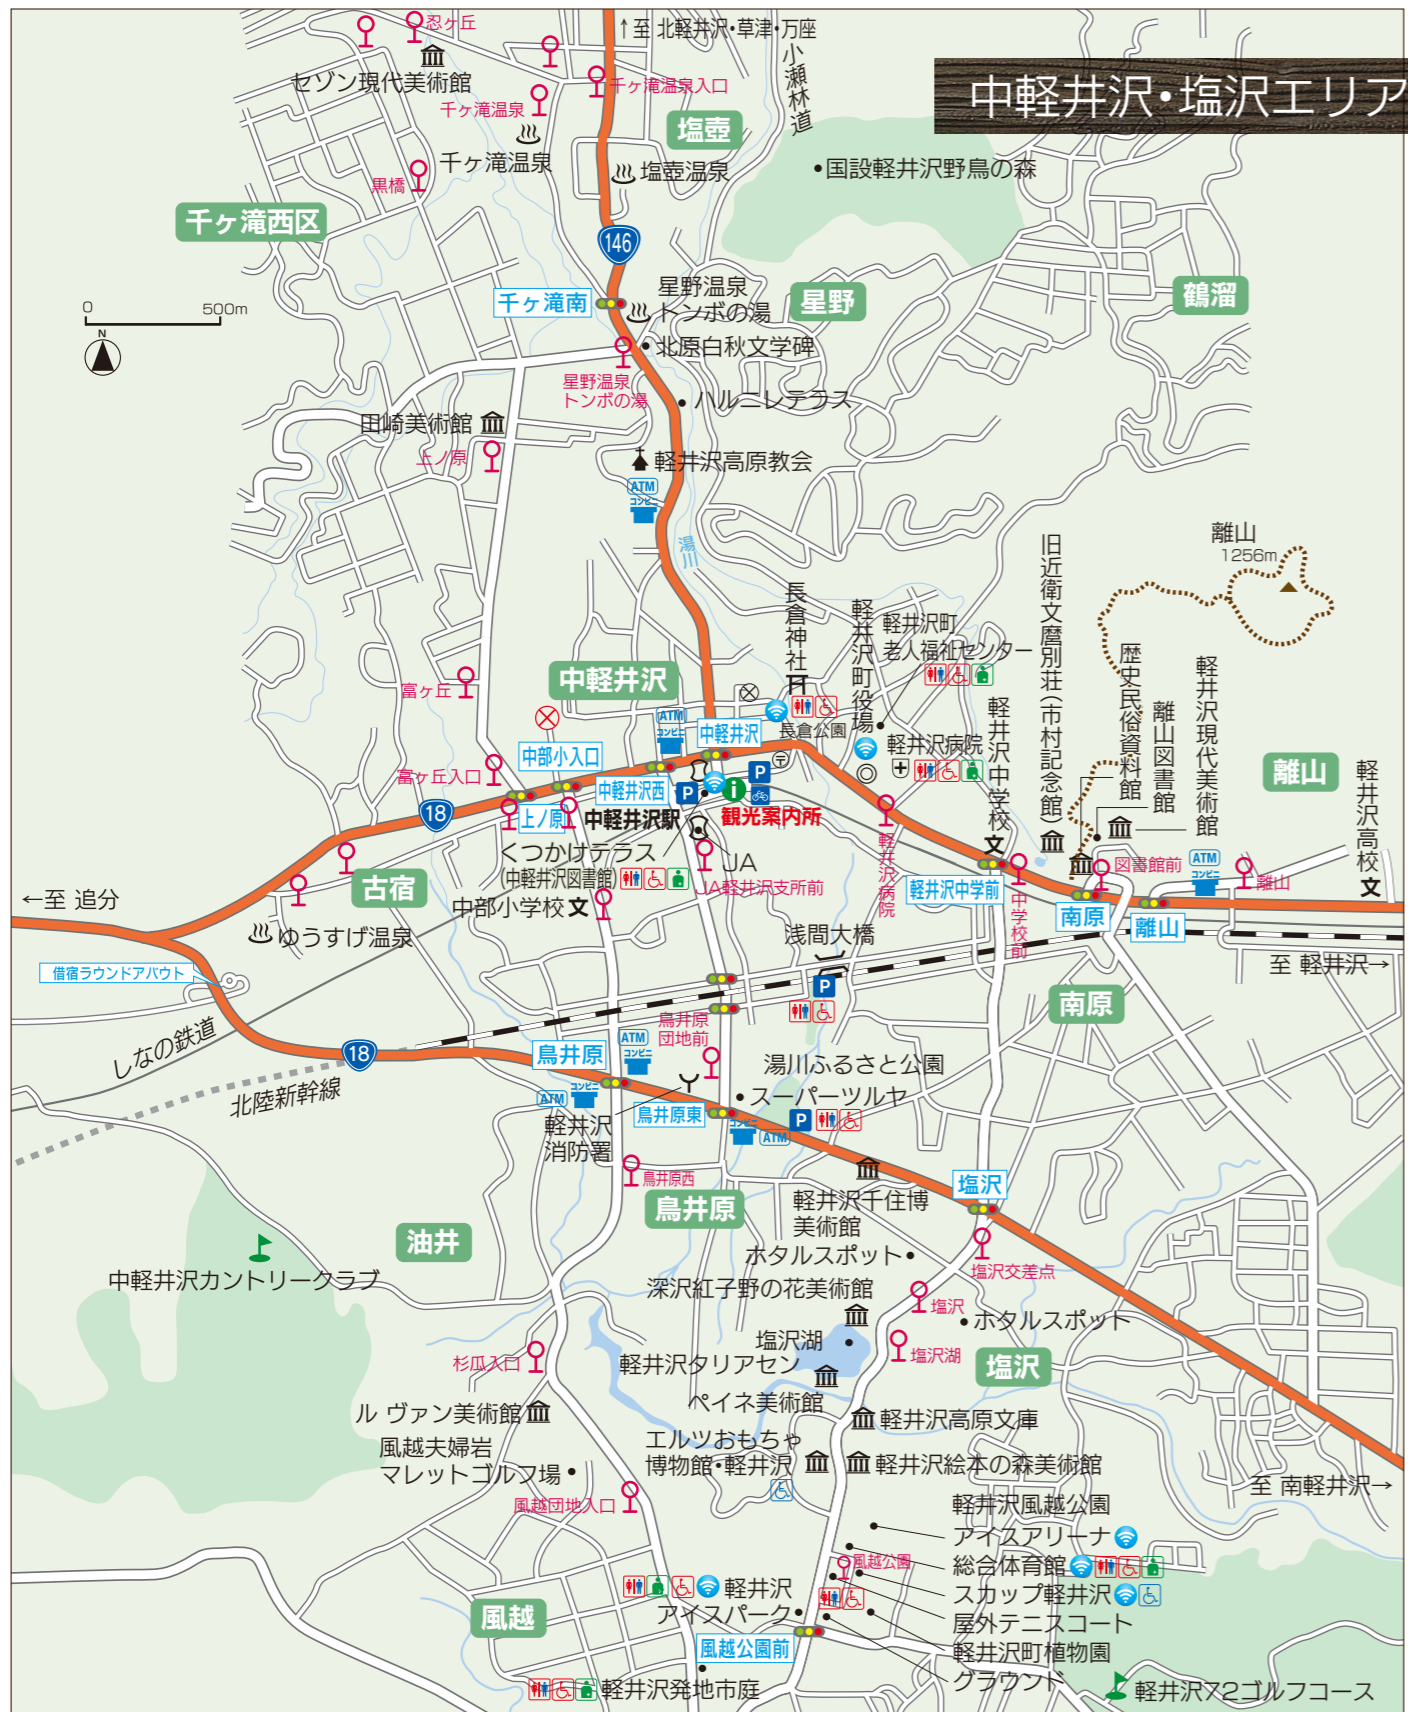 中軽井沢・塩沢エリア
↑至 北軽井沢・草津・万座
小瀬林道
忍ヶ丘
セゾン現代美術館
千ヶ滝温泉入口
千ヶ滝温泉
千ヶ滝温泉
塩壺
塩壺温泉
国設軽井沢野鳥の森
黒橋
千ヶ滝西区
146
0 500m
N
千ヶ滝南
星野温泉
トンボの湯
星野
鶴溜
北原白秋文学碑
星野温泉
トンボの湯
ハルニレテラス
田崎美術館
上ノ原
軽井沢高原教会
ATM
コンビニ
湯川
離山
1256m
旧近衛文麿別荘(市村記念館)
長倉神社
軽井沢町役場
軽井沢町
老人福祉センター
歴史民俗資料館
離山図書館
軽井沢現代美術館
富ヶ丘
中軽井沢
ATM
コンビニ
中軽井沢
長倉公園
軽井沢病院
軽井沢中学校
文
離山
軽井沢高校
文
富ヶ丘入口
中部小入口
中軽井沢西
P
P
i
18
上ノ原
中軽井沢駅
観光案内所
くつかけテラス
(中軽井沢図書館)
JA
JA軽井沢支所前
軽井沢病院
軽井沢中学前
中学校前
図書館前
ATM
コンビニ
離山
南原
離山
古宿
←至 追分
中部小学校 文
ゆうすげ温泉
浅間大橋
P
至 軽井沢→
借宿ラウンドアバウト
南原
しなの鉄道
北陸新幹線
18
鳥井原
団地前
ATM
コンビニ
鳥井原
湯川ふるさと公園
スーパーツルヤ
P
ATM
コンビニ
軽井沢
消防署
鳥井原東
コンビニ
ATM
鳥井原西
鳥井原
軽井沢千住博
美術館
塩沢
油井
ホタルスポット
塩沢交差点
中軽井沢カントリークラブ
深沢紅子野の花美術館
塩沢
ホタルスポット
塩沢湖
塩沢湖
杉瓜入口
軽井沢タリアセン
塩沢
ペイネ美術館
ル ヴァン美術館
軽井沢高原文庫
風越夫婦岩
マレットゴルフ場
エルツおもちゃ
博物館・軽井沢
軽井沢絵本の森美術館
至 南軽井沢→
風越団地入口
軽井沢風越公園
アイスアリーナ
総合体育館
風越公園
スカップ軽井沢
軽井沢
アイスパーク
屋外テニスコート
風越
風越公園前
軽井沢町植物園
グラウンド
軽井沢発地市庭
軽井沢72ゴルフコース